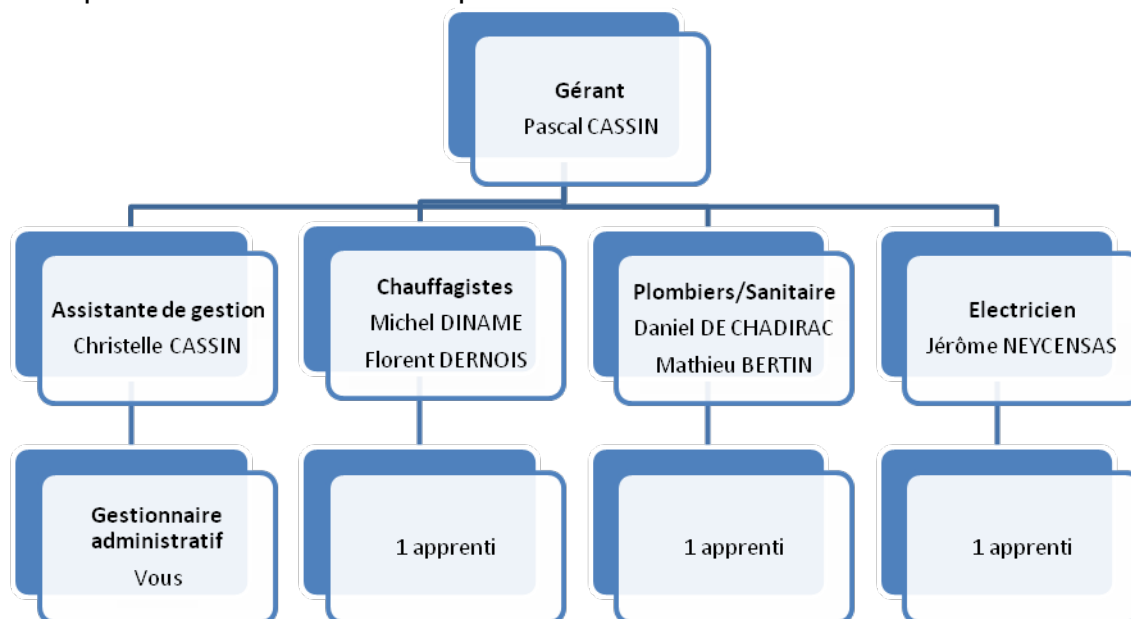 Gérant
Pascal CASSIN
Assistante de gestion
Christelle CASSIN
Chauffagistes
Michel DINAME
Florent DERNOIS
Plombiers/Sanitaire
Daniel DE CHADIRAC
Mathieu BERTIN
Electricien
Jérôme NEYCENSAS
Gestionnaire
administratif
Vous
1 apprenti
1 apprenti
1 apprenti